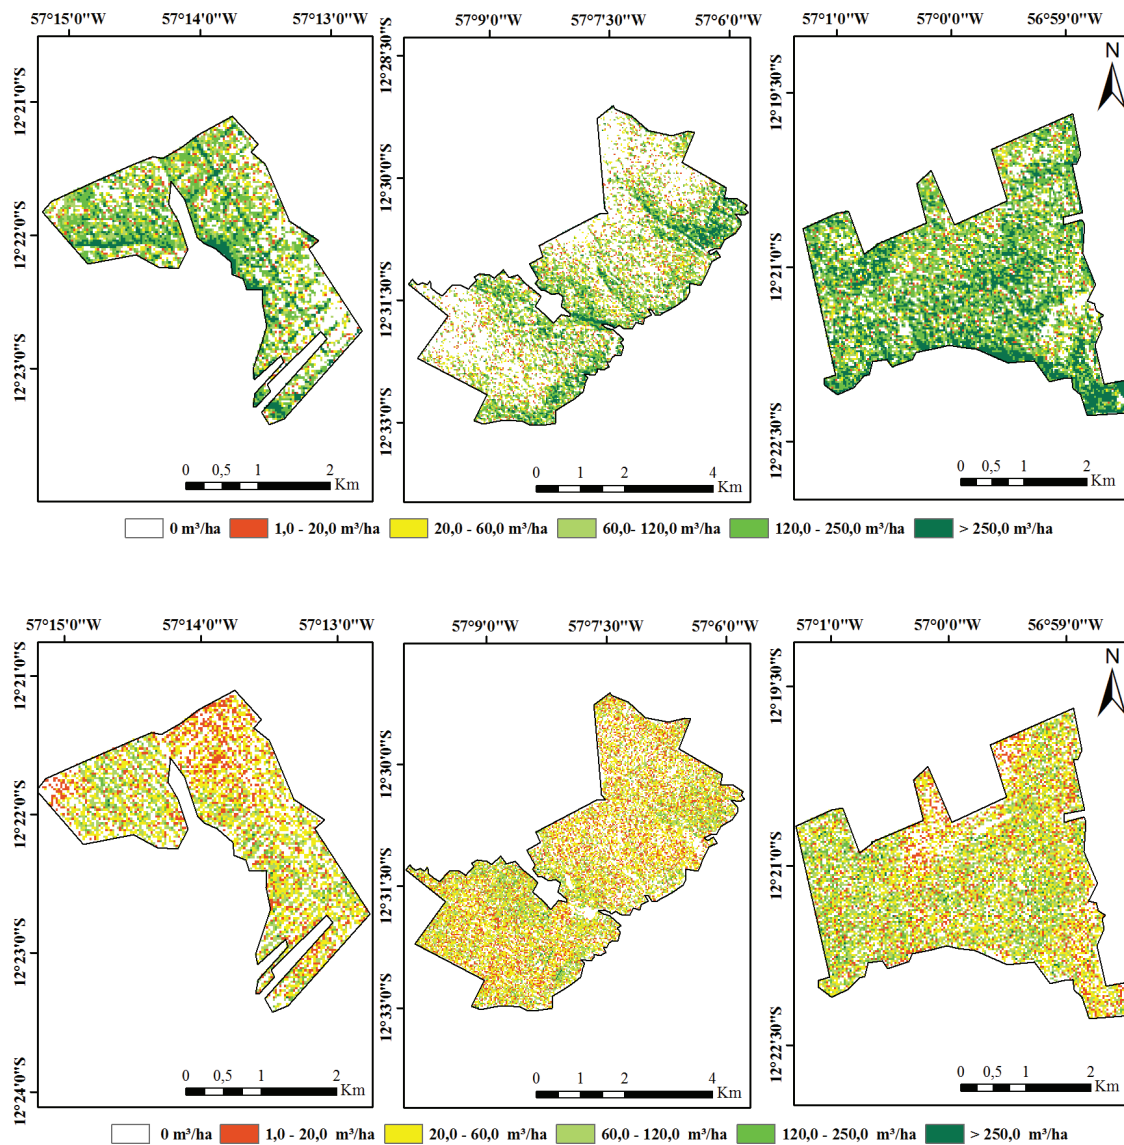 57°15'0"W 57°14'0"W 57°13'0"W
57°9'0"W 57°7'30"W 57°6'0"W
57°1'0"W 57°0'0"W 56°59'0"W
12°21'0"S
12°22'0"S
12°23'0"S
0 0,5 1 2
Km
12°28'30"S
12°30'0"S
12°31'30"S
12°33'0"S
0 1 2 4
Km
N
12°19'30"S
12°21'0"S
12°22'30"S
0 0,5 1 2
Km
0 m³/ha 1,0 - 20,0 m³/ha 20,0 - 60,0 m³/ha 60,0- 120,0 m³/ha 120,0 - 250,0 m³/ha > 250,0 m³/ha
57°15'0"W 57°14'0"W 57°13'0"W
57°9'0"W 57°7'30"W 57°6'0"W
57°1'0"W 57°0'0"W 56°59'0"W
12°21'0"S
12°22'0"S
12°23'0"S
12°24'0"S
0 0,5 1 2
Km
12°30'0"S
12°31'30"S
12°33'0"S
0 1 2 4
Km
N
12°19'30"S
12°21'0"S
12°22'30"S
0 0,5 1 2
Km
0 m³/ha 1,0 - 20,0 m³/ha 20,0 - 60,0 m³/ha 60,0 - 120,0 m³/ha 120,0 - 250,0 m³/ha > 250,0 m³/ha